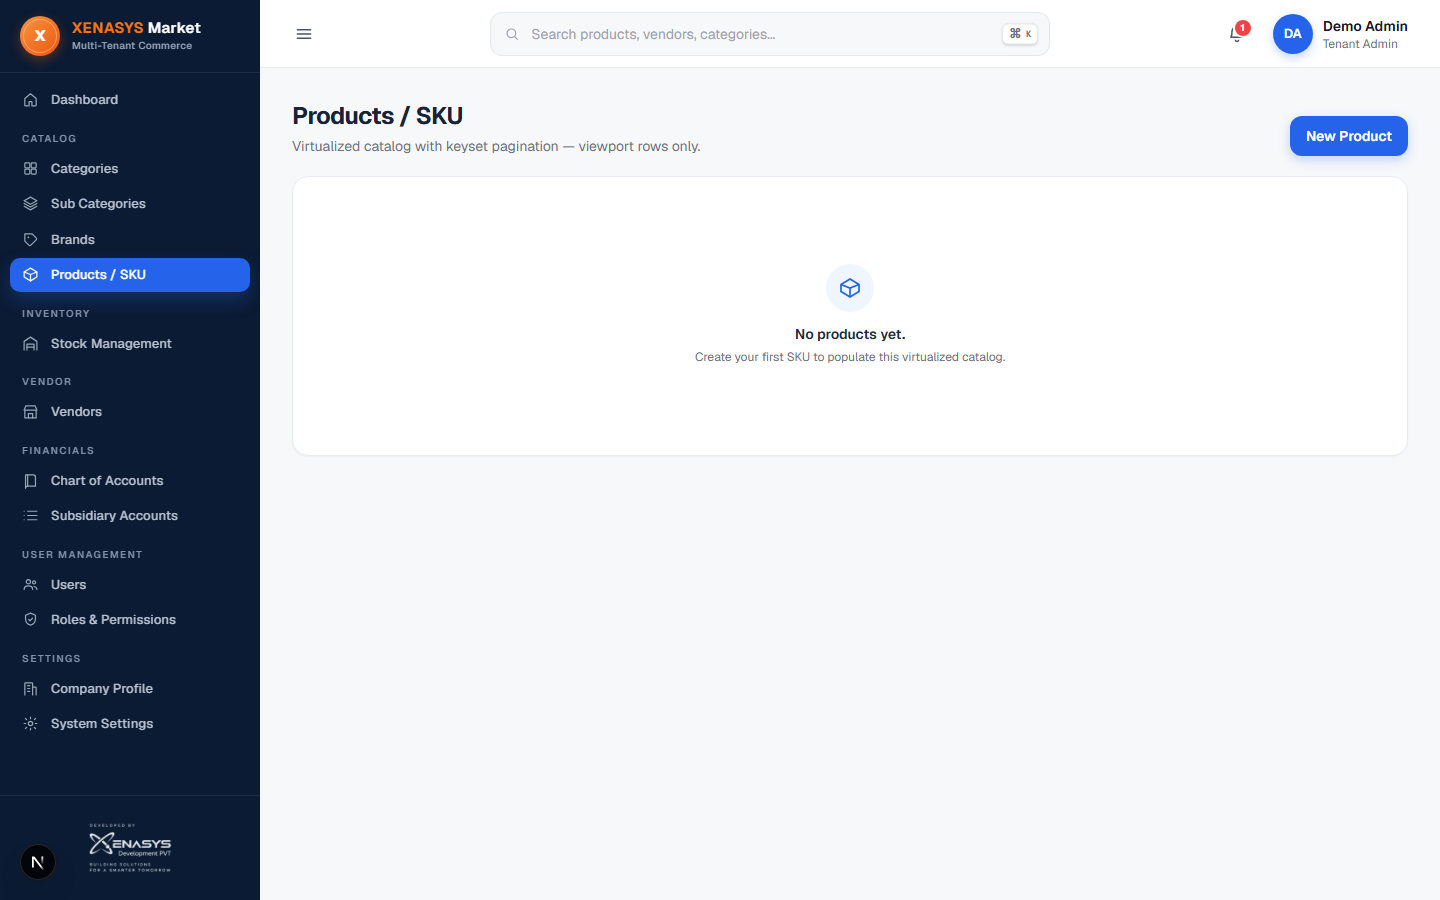 X
XENASYS Market
Multi-Tenant Commerce
Dashboard
CATALOG
Categories
Sub Categories
Brands
Products / SKU
INVENTORY
Stock Management
VENDOR
Vendors
FINANCIALS
Chart of Accounts
Subsidiary Accounts
USER MANAGEMENT
Users
Roles & Permissions
SETTINGS
Company Profile
System Settings
DEVELOPED BY
XENASYS
Development PVT
BUILDING SOLUTIONS
FOR A SMARTER TOMORROW
N
Search products, vendors, categories...
⌘ K
1
DA
Demo Admin
Tenant Admin
Products / SKU
Virtualized catalog with keyset pagination — viewport rows only.
New Product
No products yet.
Create your first SKU to populate this virtualized catalog.